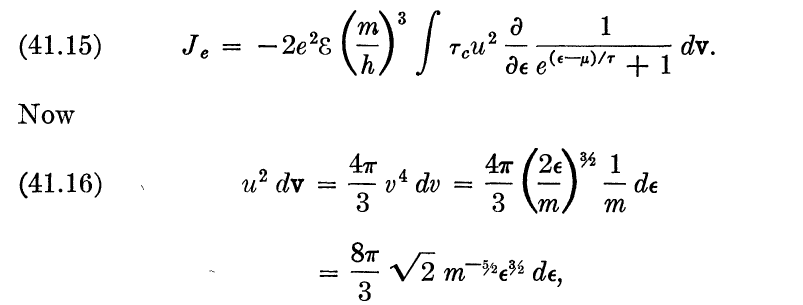 (41.15) J_e = −2e²ℰ (m/h)³ ∫ τ_c u² ∂/∂ϵ 1/(e^{(ϵ−μ)/τ} + 1) d𝐯.
Now
(41.16) u² d𝐯 = 4π/3 v⁴ dv = 4π/3 (2ϵ/m)^{3/2} 1/m dϵ
= 8π/3 √2 m^{−5/2} ϵ^{3/2} dϵ,